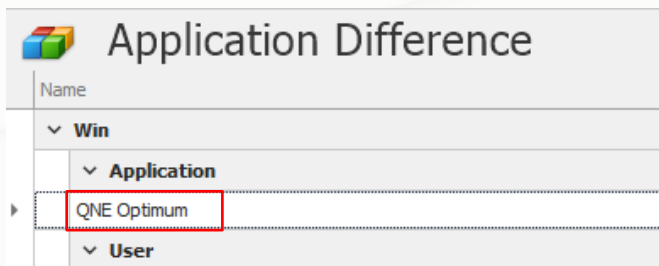 Application Difference
Name
Win
Application
QNE Optimum
User